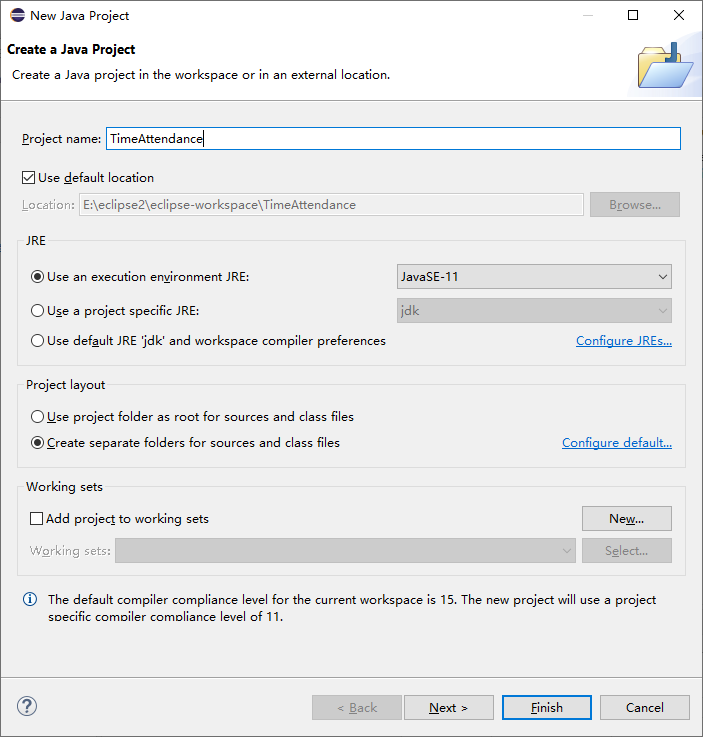 New Java Project
Create a Java Project
Create a Java project in the workspace or in an external location.
Project name: TimeAttendance
Use default location
Location: E:\eclipse2\eclipse-workspace\TimeAttendance Browse...
JRE
Use an execution environment JRE: JavaSE-11
Use a project specific JRE: jdk
Use default JRE 'jdk' and workspace compiler preferences Configure JREs...
Project layout
Use project folder as root for sources and class files
Create separate folders for sources and class files Configure default...
Working sets
Add project to working sets New...
Working sets: Select...
The default compiler compliance level for the current workspace is 15. The new project will use a project
specific compiler compliance level of 11.
? < Back Next > Finish Cancel